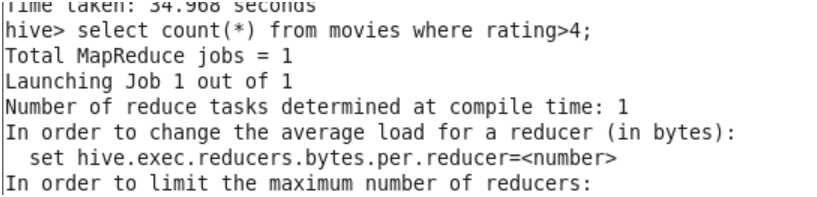 Time taken: 34.968 seconds
hive> select count(*) from movies where rating>4;
Total MapReduce jobs = 1
Launching Job 1 out of 1
Number of reduce tasks determined at compile time: 1
In order to change the average load for a reducer (in bytes):
  set hive.exec.reducers.bytes.per.reducer=<number>
In order to limit the maximum number of reducers: